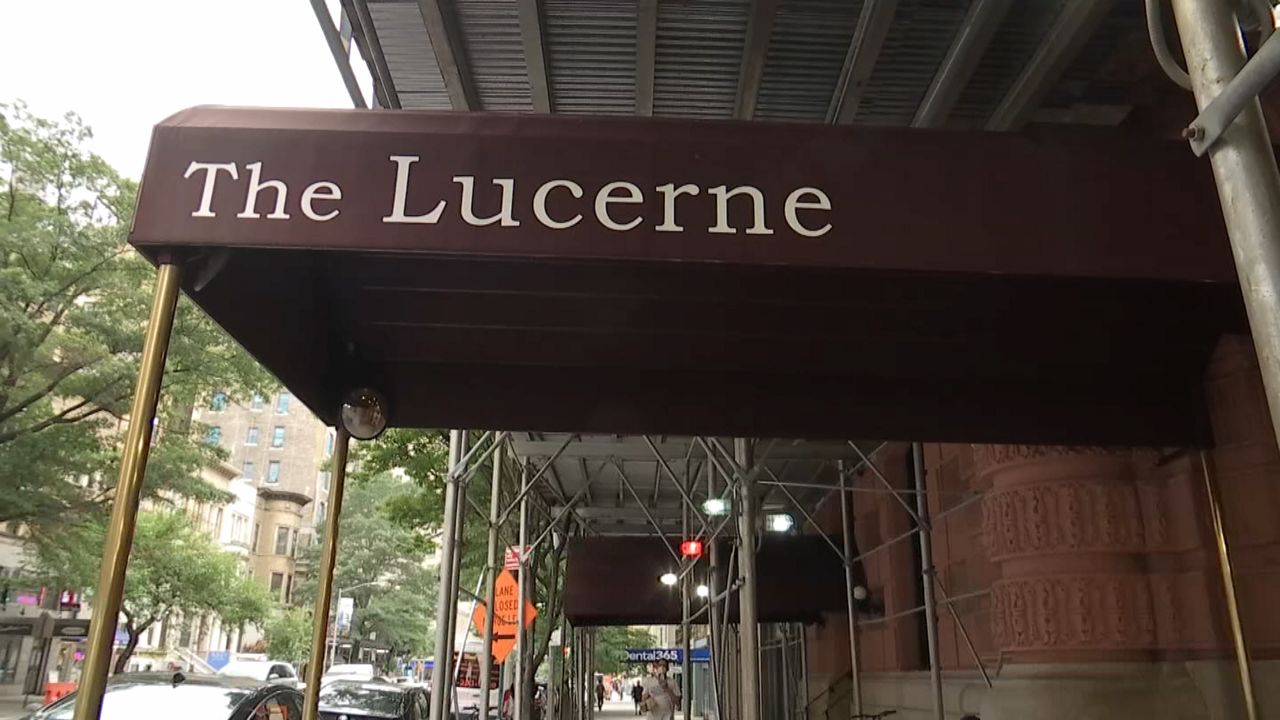 The Lucerne
LANE
CLOSED
Dental365